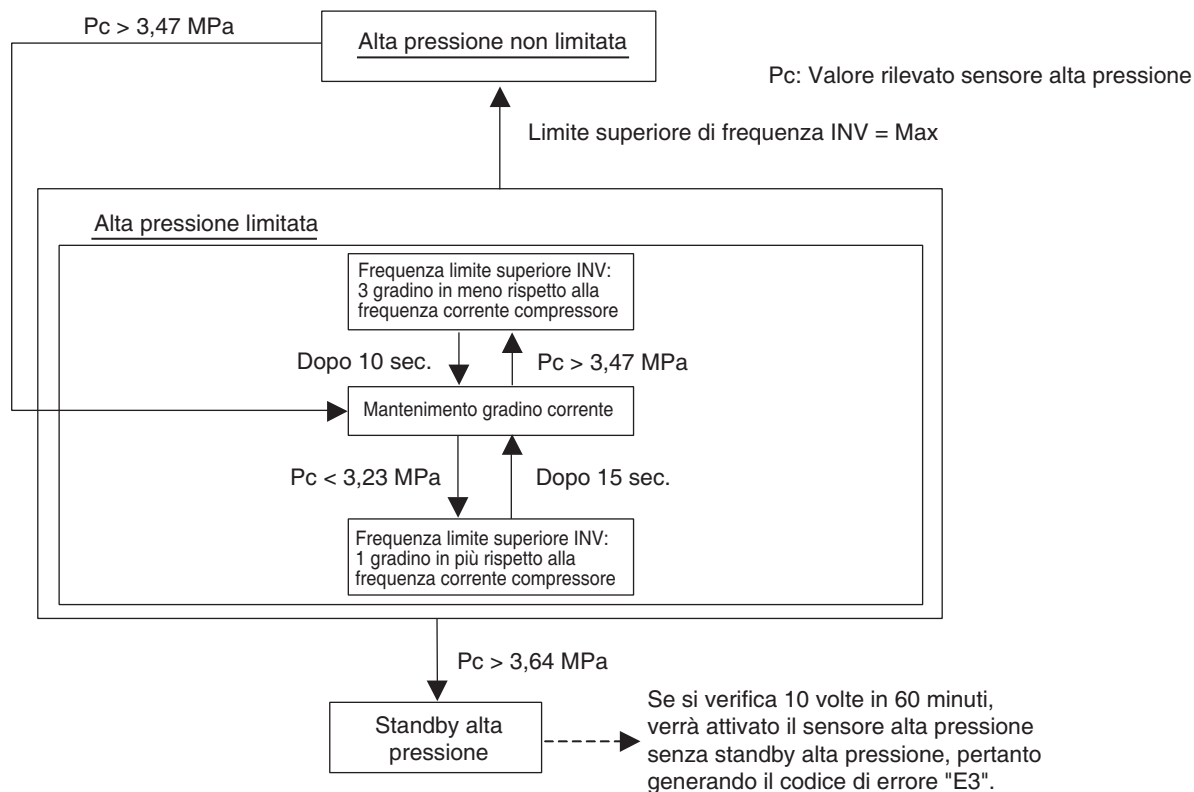 Pc > 3,47 MPa
Alta pressione non limitata
Pc: Valore rilevato sensore alta pressione
Limite superiore di frequenza INV = Max
Alta pressione limitata
Frequenza limite superiore INV:
3 gradino in meno rispetto alla
frequenza corrente compressore
Dopo 10 sec.
Pc > 3,47 MPa
Mantenimento gradino corrente
Pc < 3,23 MPa
Dopo 15 sec.
Frequenza limite superiore INV:
1 gradino in più rispetto alla
frequenza corrente compressore
Pc > 3,64 MPa
Standby alta
pressione
Se si verifica 10 volte in 60 minuti,
verrà attivato il sensore alta pressione
senza standby alta pressione, pertanto
generando il codice di errore "E3".